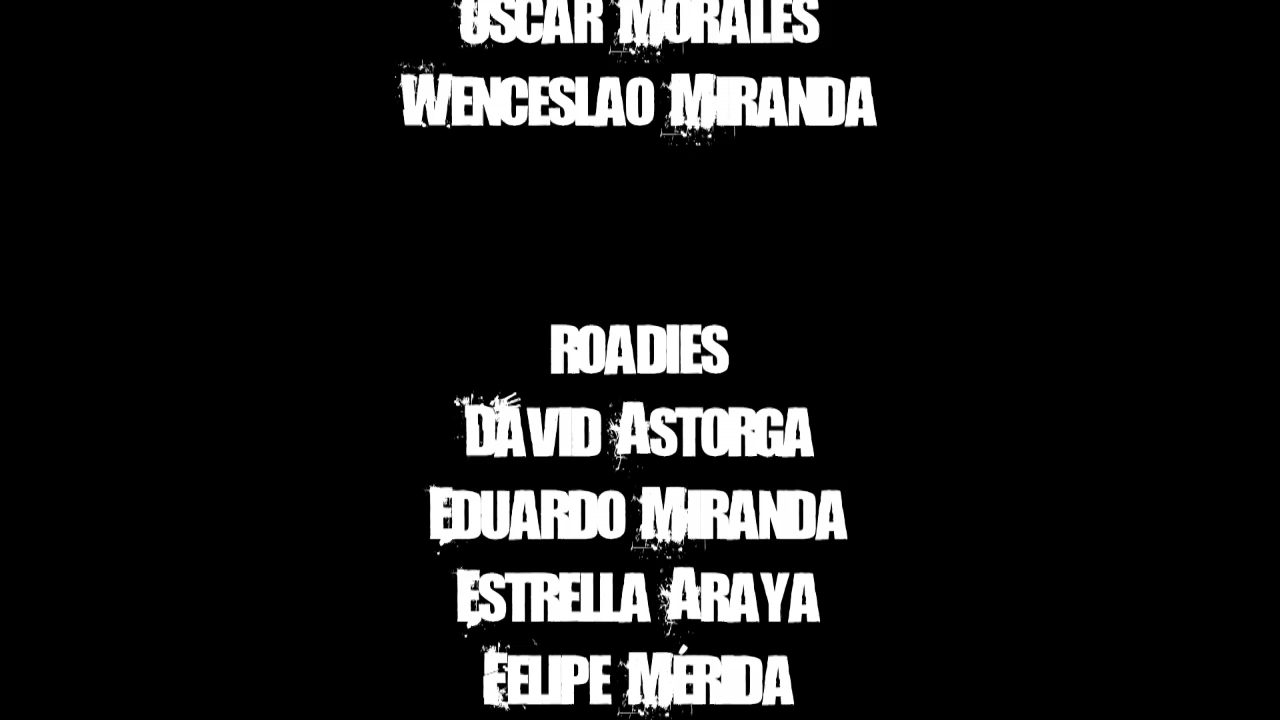 OSCAR MORALES
WENCESLAO MIRANDA
ROADIES
DAVID ASTORGA
EDUARDO MIRANDA
ESTRELLA ARAYA
FELIPE MÉRIDA